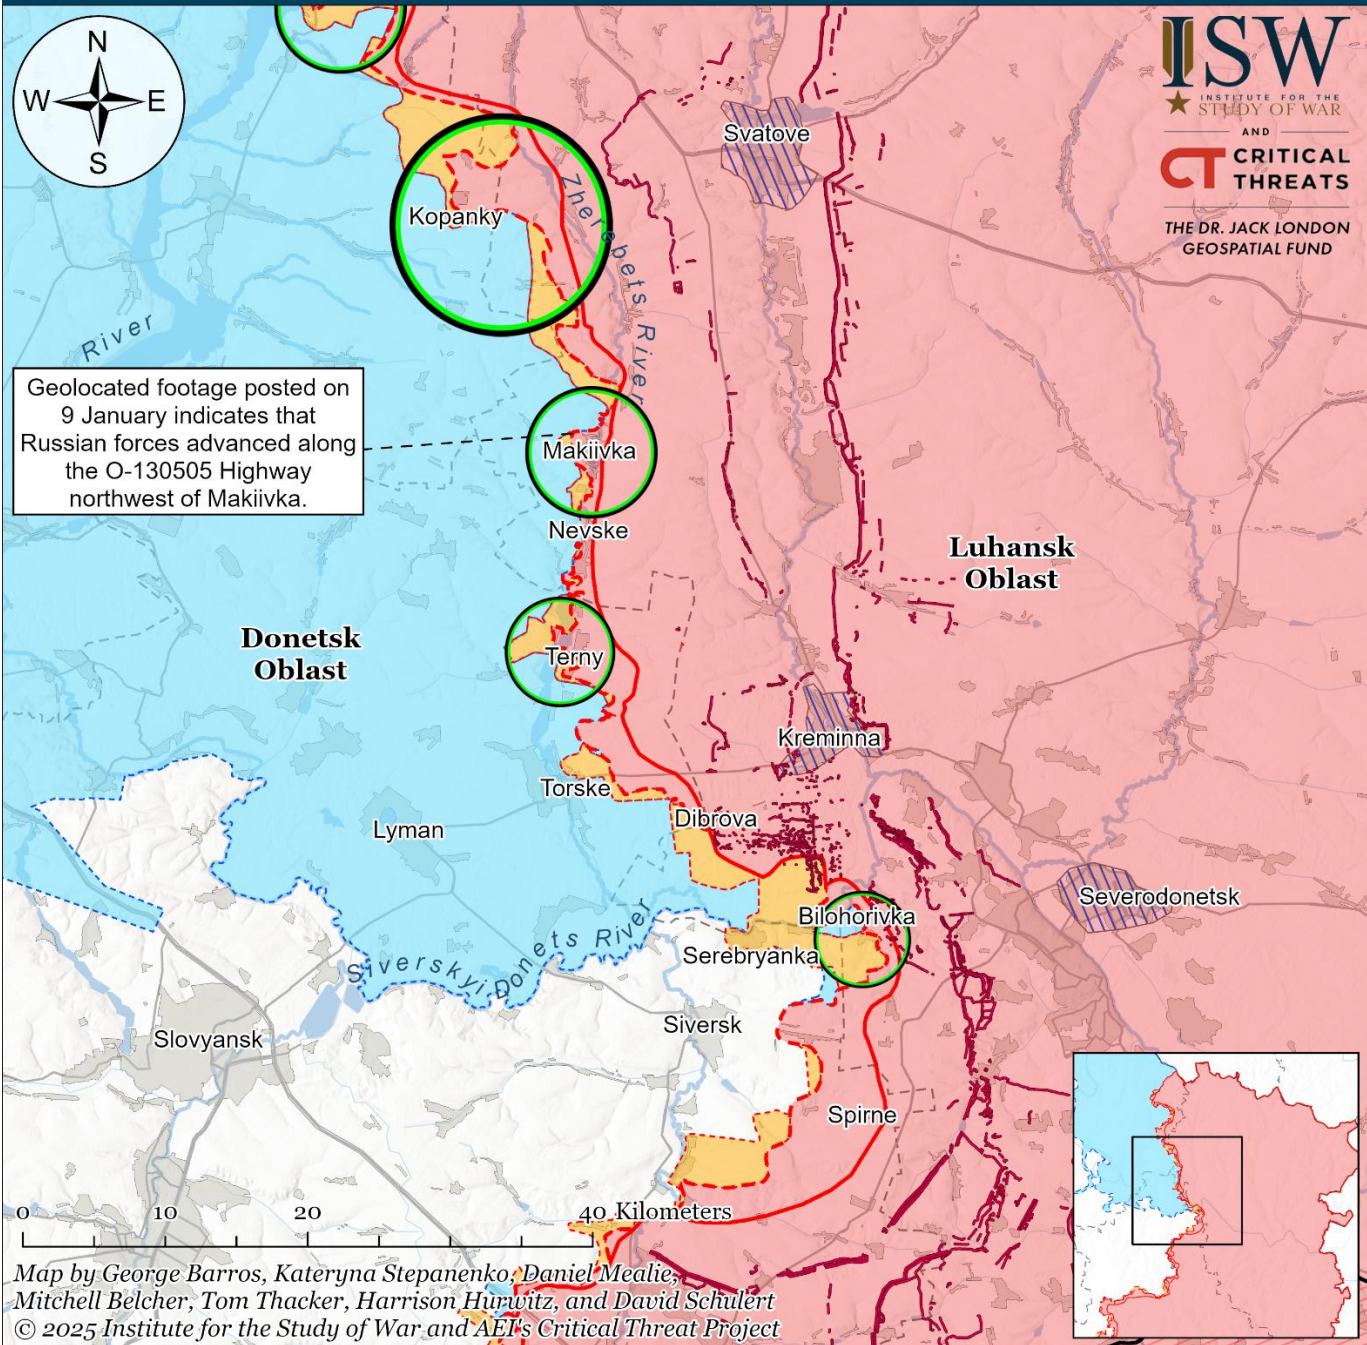 N
W E
S
ISW
INSTITUTE FOR THE
STUDY OF WAR
AND
CT CRITICAL
THREATS
THE DR. JACK LONDON
GEOSPATIAL FUND
Svatove
Kopanky
Zherebets River
River
Geolocated footage posted on
9 January indicates that
Russian forces advanced along
the O-130505 Highway
northwest of Makiivka.
Makiivka
Nevske
Luhansk
Oblast
Donetsk
Oblast
Terny
Kreminna
Torske
Dibrova
Lyman
Severodonetsk
Bilohorivka
Siverskyi Donets River
Serebryanka
Siversk
Slovyansk
Spirne
0 10 20 40 Kilometers
Map by George Barros, Kateryna Stepanenko, Daniel Mealie,
Mitchell Belcher, Tom Thacker, Harrison Hurwitz, and David Schulert
© 2025 Institute for the Study of War and AEI's Critical Threat Project